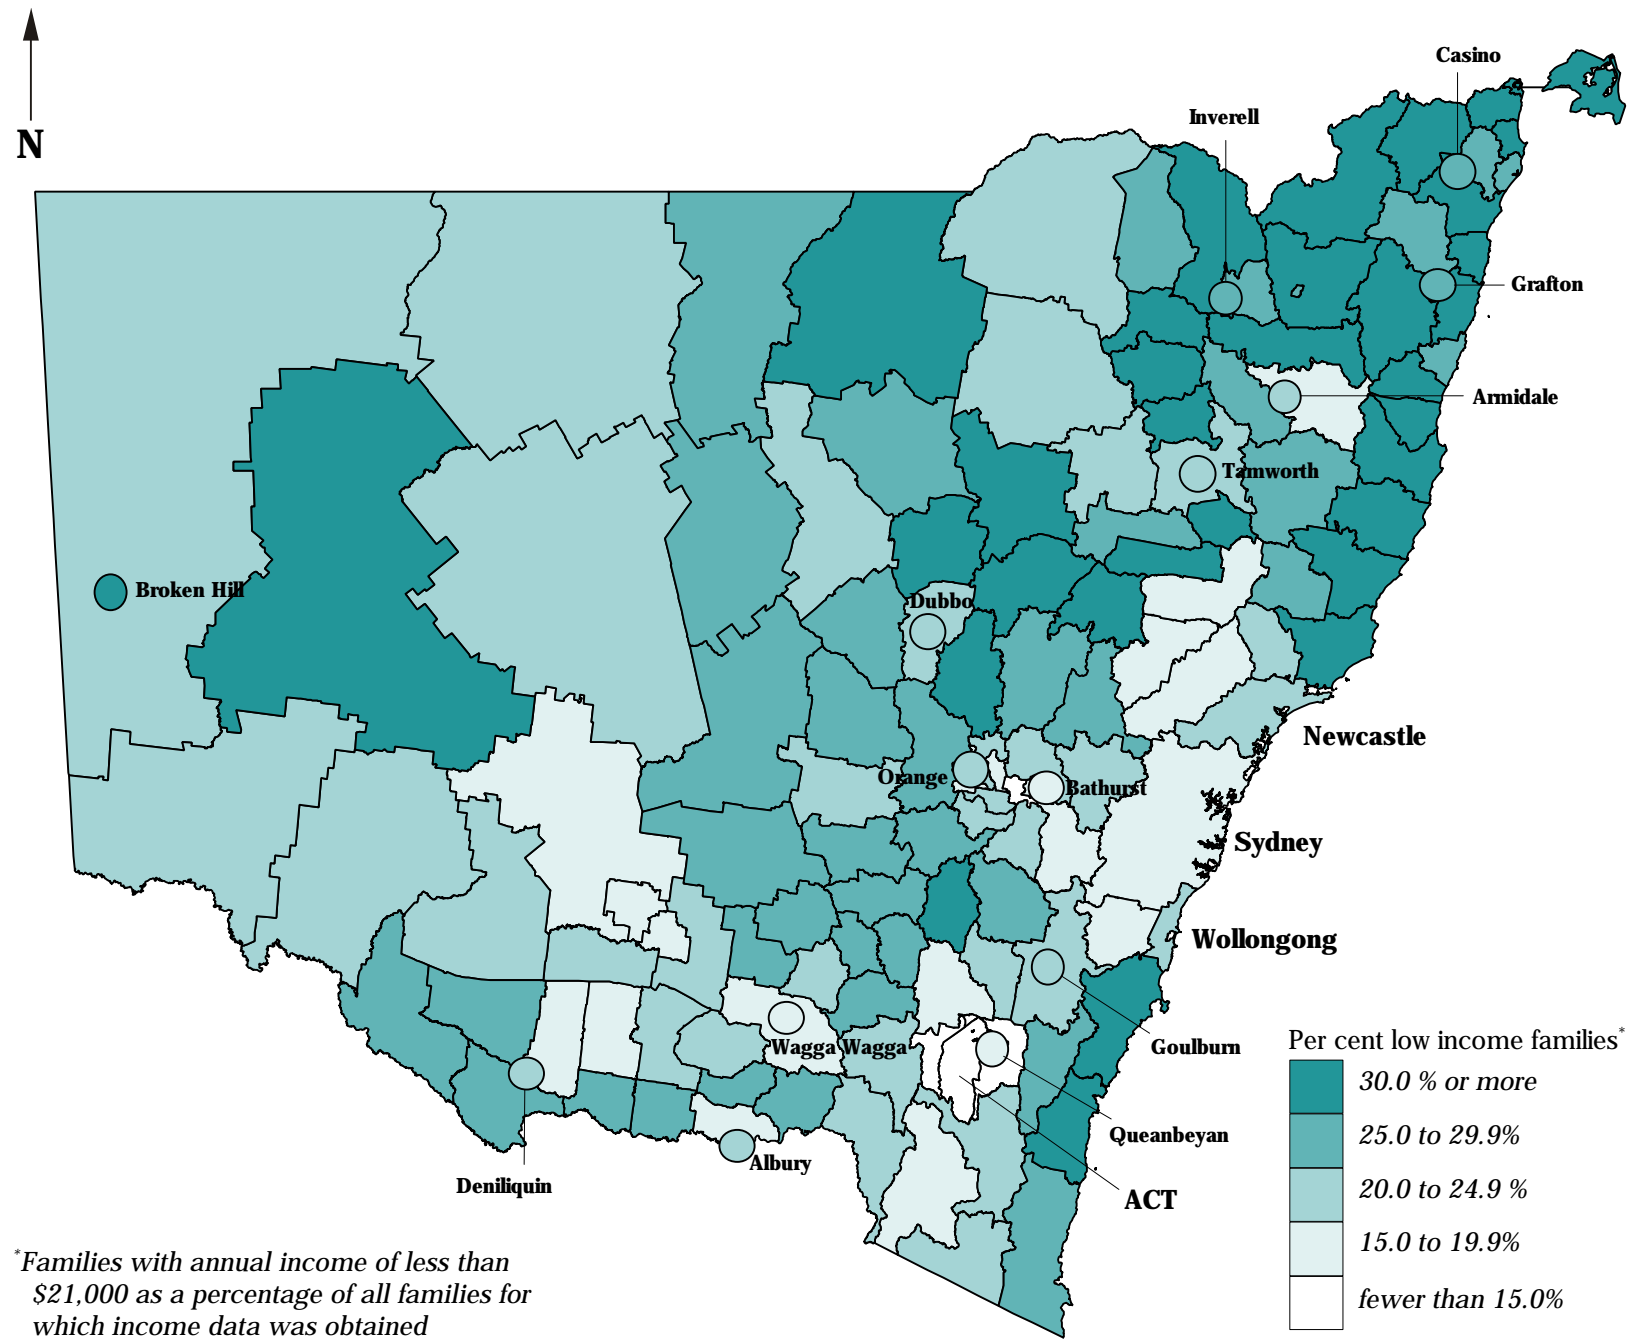 N
Casino
Inverell
Grafton
Armidale
Tamworth
Broken Hill
Dubbo
Newcastle
Orange
Bathurst
Sydney
Wollongong
Wagga Wagga
Goulburn
Queanbeyan
Albury
Deniliquin
ACT
Per cent low income families*
30.0 % or more
25.0 to 29.9%
20.0 to 24.9 %
15.0 to 19.9%
fewer than 15.0%
*Families with annual income of less than
$21,000 as a percentage of all families for
which income data was obtained